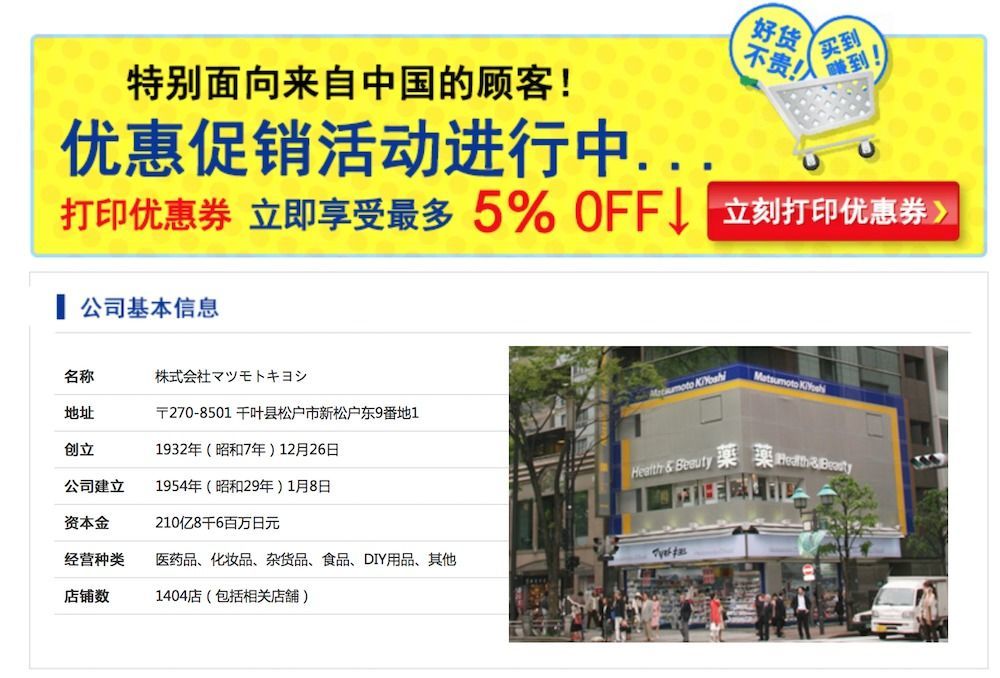 好货
不贵!
买到
赚到!
特别面向来自中国的顾客!
优惠促销活动进行中...
打印优惠券 立即享受最多 5% OFF↓
立刻打印优惠券
公司基本信息
名称 株式会社マツモトキヨシ
地址 〒270-8501 千叶县松户市新松户东9番地1
创立 1932年（昭和7年）12月26日
公司建立 1954年（昭和29年）1月8日
资本金 210亿8千6百万日元
经营种类 医药品、化妆品、杂货品、食品、DIY用品、其他
店铺数 1404店（包括相关店舗）
Matsumoto KiYoshi
Matsumoto KiYoshi
Health & Beauty 薬
薬 Health & Beauty